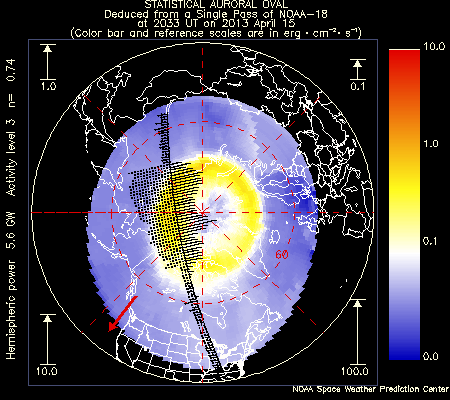 STATISTICAL AURORAL OVAL
Deduced from a Single Pass of NOAA-18
at 2033 UT on 2013 April 15
(Color bar and reference scales are in erg · cm⁻²· s⁻¹)
Hemispheric power 5.6 GW Activity level 3 n= 0.74
1.0
0.1
10.0
100.0
60
10.0
1.0
0.1
0.0
NOAA Space Weather Prediction Center